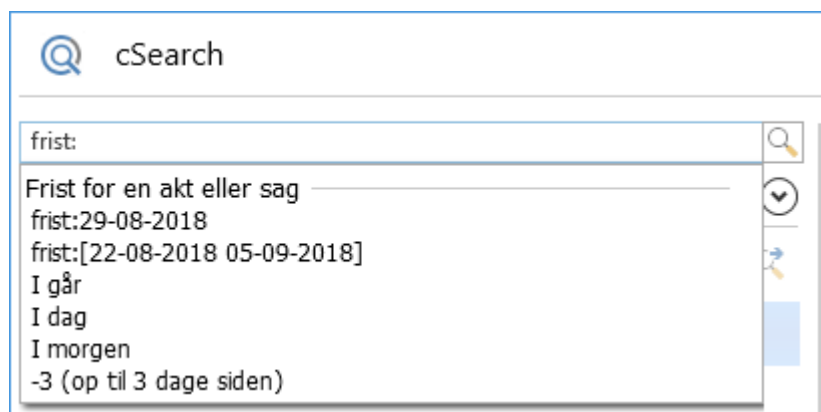 cSearch
frist:
Frist for en akt eller sag
frist:29-08-2018
frist:[22-08-2018 05-09-2018]
I går
I dag
I morgen
-3 (op til 3 dage siden)